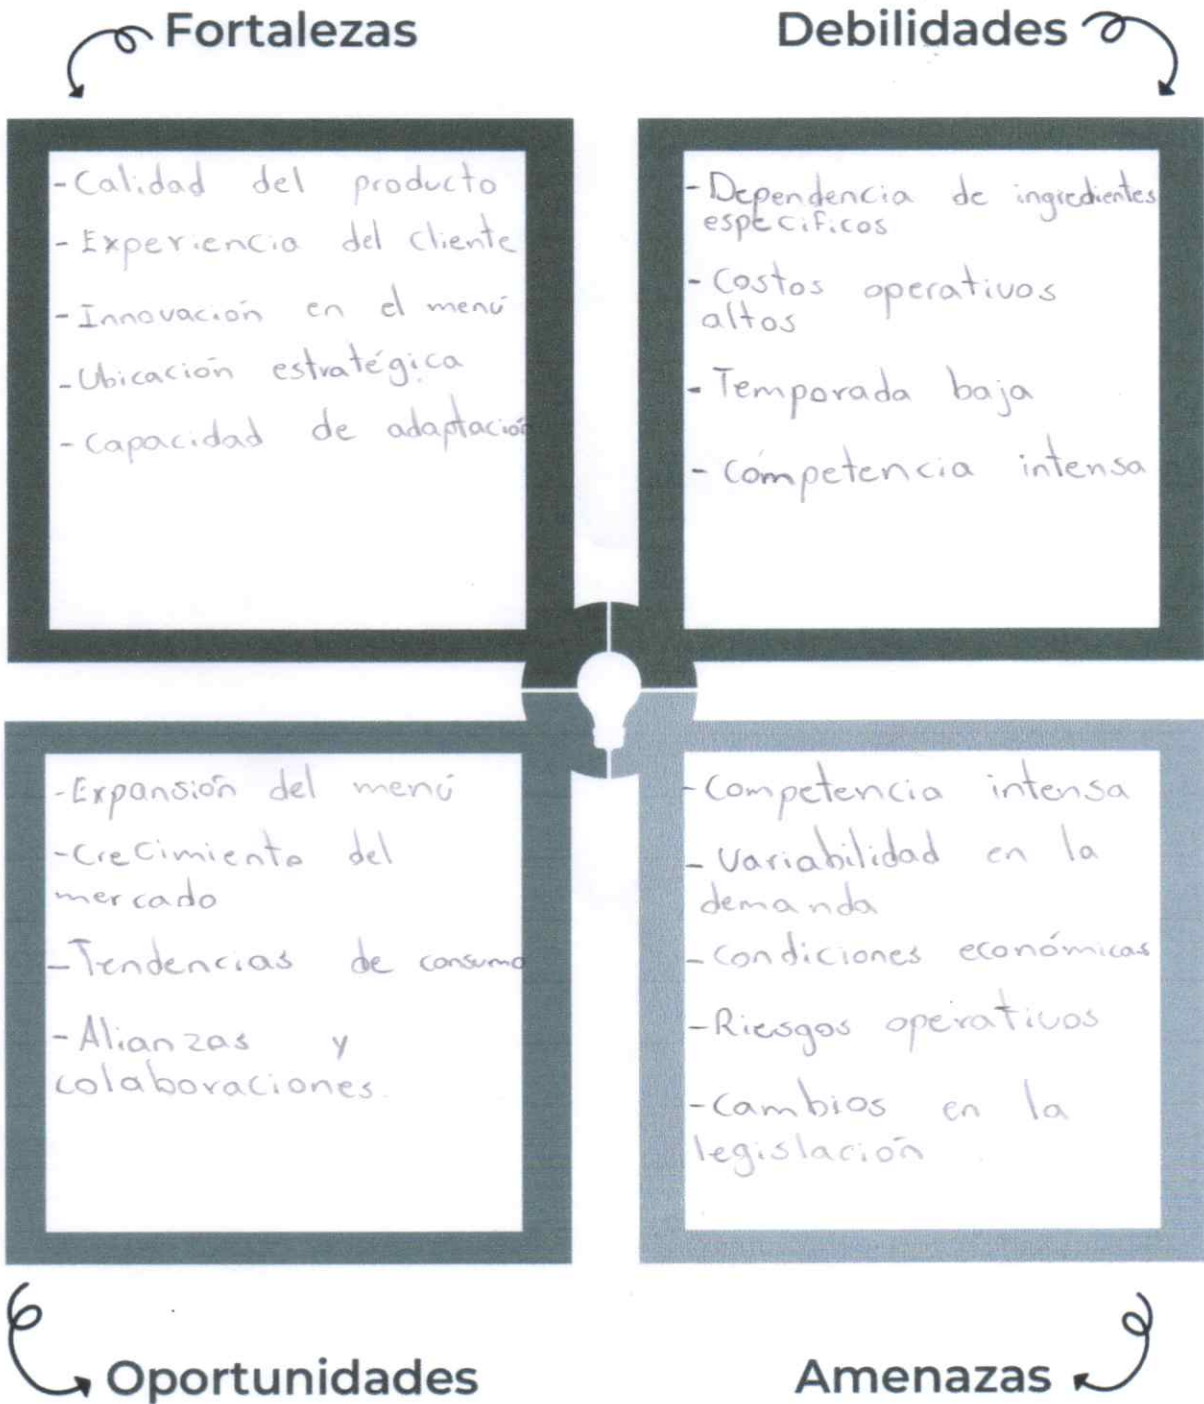 Fortalezas
- Calidad del producto
- Experiencia del cliente
- Innovación en el menú
- Ubicación estratégica
- Capacidad de adaptación
Debilidades
- Dependencia de ingredientes
especificos
- Costos operativos
altos
- Temporada baja
- Competencia intensa
- Expansión del menú
- Crecimiento del
mercado
- Tendencias de consumo
- Alianzas y
colaboraciones.
Oportunidades
- Competencia intensa
- Variabilidad en la
demanda
- Condiciones económicas
- Riesgos operativos
- Cambios en la
legislación
Amenazas